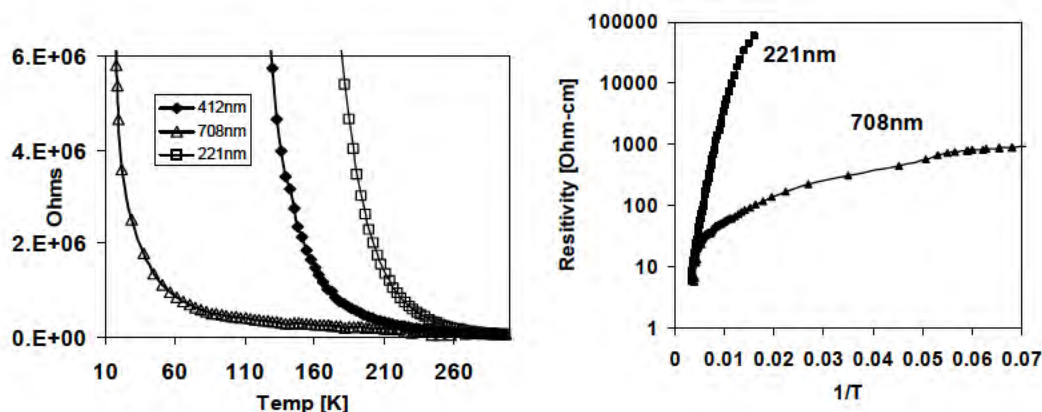 6.E+06
4.E+06
2.E+06
0.E+00
Ohms
412nm
708nm
221nm
10 60 110 160 210 260
Temp [K]
100000
10000
1000
100
10
1
Resitivity [Ohm-cm]
221nm
708nm
0 0.01 0.02 0.03 0.04 0.05 0.06 0.07
1/T